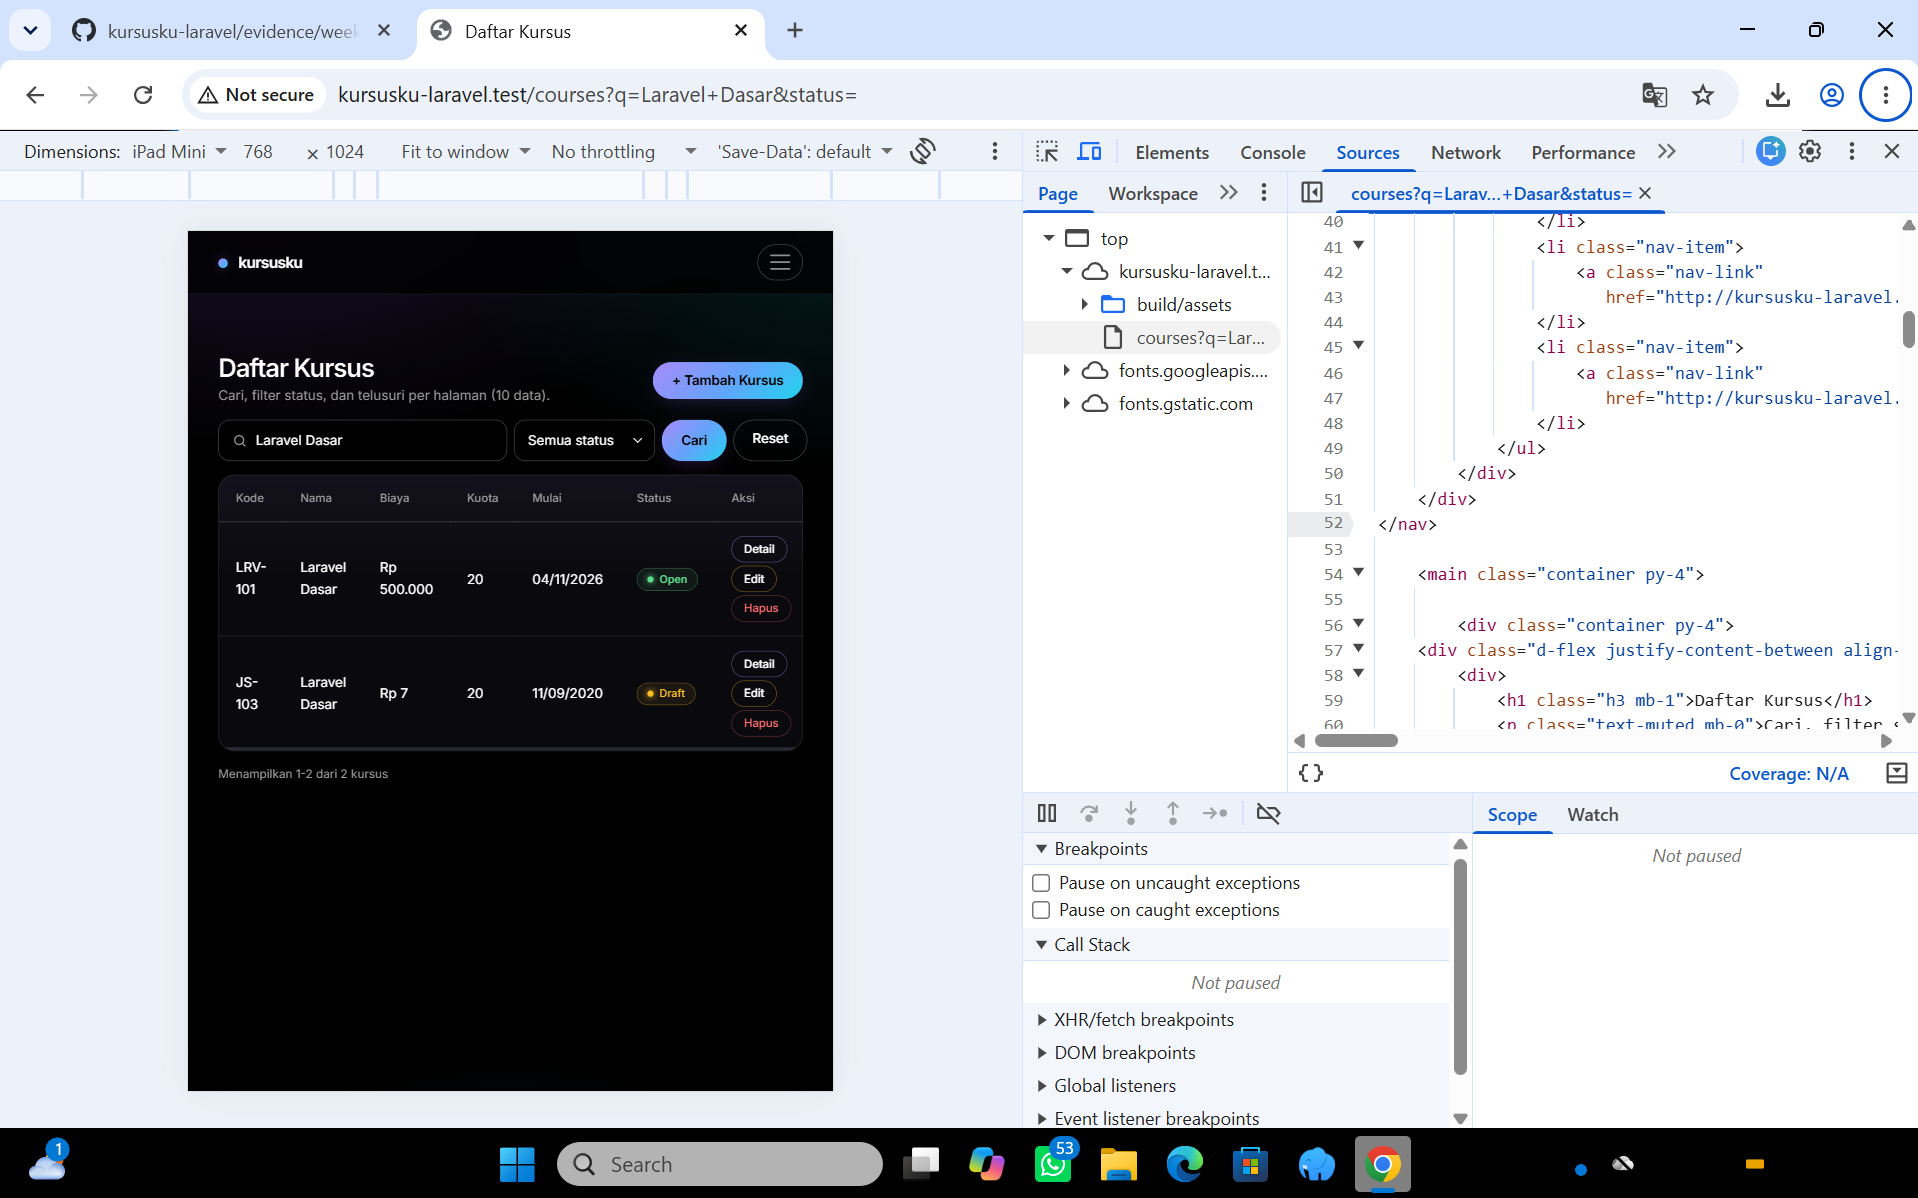 kursusku-laravel/evidence/week
Daftar Kursus
Not secure
kursusku-laravel.test/courses?q=Laravel+Dasar&status=
Dimensions: iPad Mini 768 × 1024 Fit to window No throttling 'Save-Data': default
Elements Console Sources Network Performance
Page Workspace
courses?q=Larav...+Dasar&status=
top
kursusku-laravel.t...
build/assets
courses?q=Lar...
fonts.googleapis....
fonts.gstatic.com
kursusku
Daftar Kursus
Cari, filter status, dan telusuri per halaman (10 data).
+ Tambah Kursus
Laravel Dasar
Semua status
Cari
Reset
Kode Nama Biaya Kuota Mulai Status Aksi
LRV-101 Laravel Dasar Rp 500.000 20 04/11/2026 Open Detail Edit Hapus
JS-103 Laravel Dasar Rp 7 20 11/09/2020 Draft Detail Edit Hapus
Menampilkan 1-2 dari 2 kursus
40 </li>
41 <li class="nav-item">
42 <a class="nav-link"
43 href="http://kursusku-laravel.
44 </li>
45 <li class="nav-item">
46 <a class="nav-link"
47 href="http://kursusku-laravel.
48 </li>
49 </ul>
50 </div>
51 </div>
52 </nav>
53
54 <main class="container py-4">
55
56 <div class="container py-4">
57 <div class="d-flex justify-content-between align-
58 <div>
59 <h1 class="h3 mb-1">Daftar Kursus</h1>
60 <p class="text-muted mb-0">Cari, filter s
{}
Coverage: N/A
Scope Watch
Not paused
Breakpoints
Pause on uncaught exceptions
Pause on caught exceptions
Call Stack
Not paused
XHR/fetch breakpoints
DOM breakpoints
Global listeners
Event listener breakpoints
1
Search
53